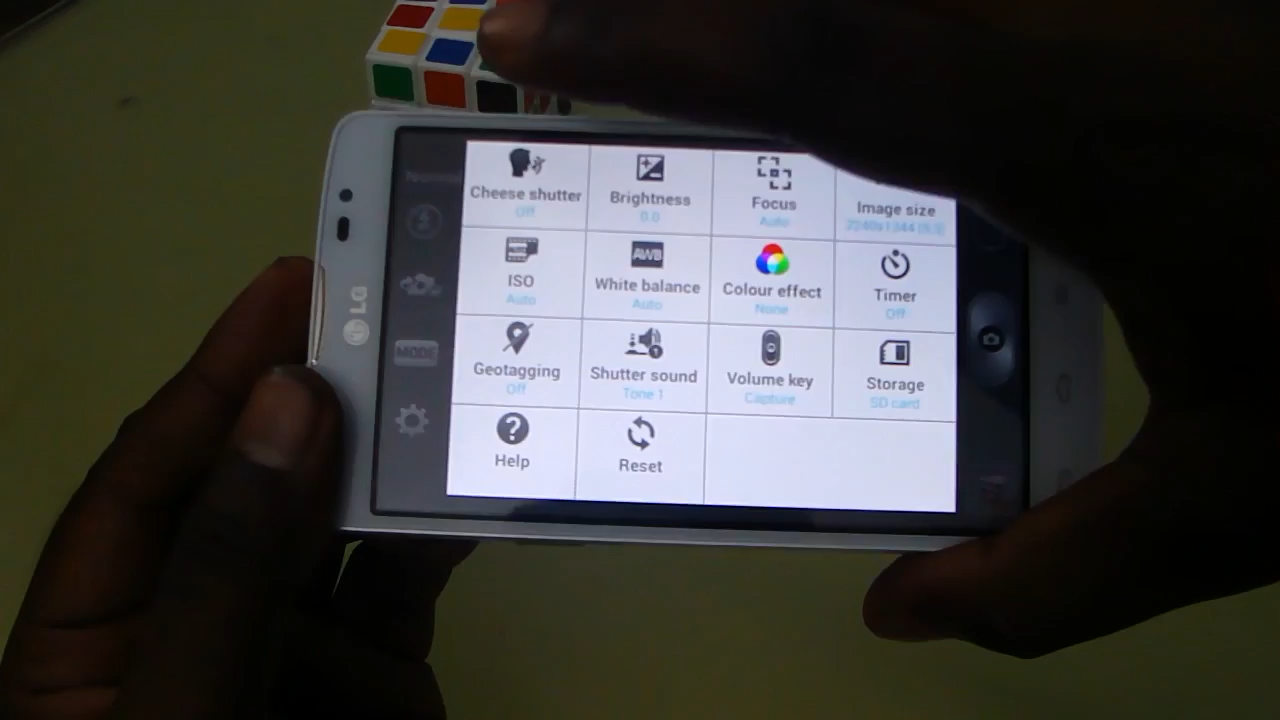 Cheese shutter
Off
Brightness
0.0
Focus
Auto
Image size
ISO
Auto
AWB
White balance
Auto
Colour effect
None
Timer
Off
Geotagging
Off
Shutter sound
Tone 1
Volume key
Capture
Storage
SD card
Help
Reset
MODE
LG